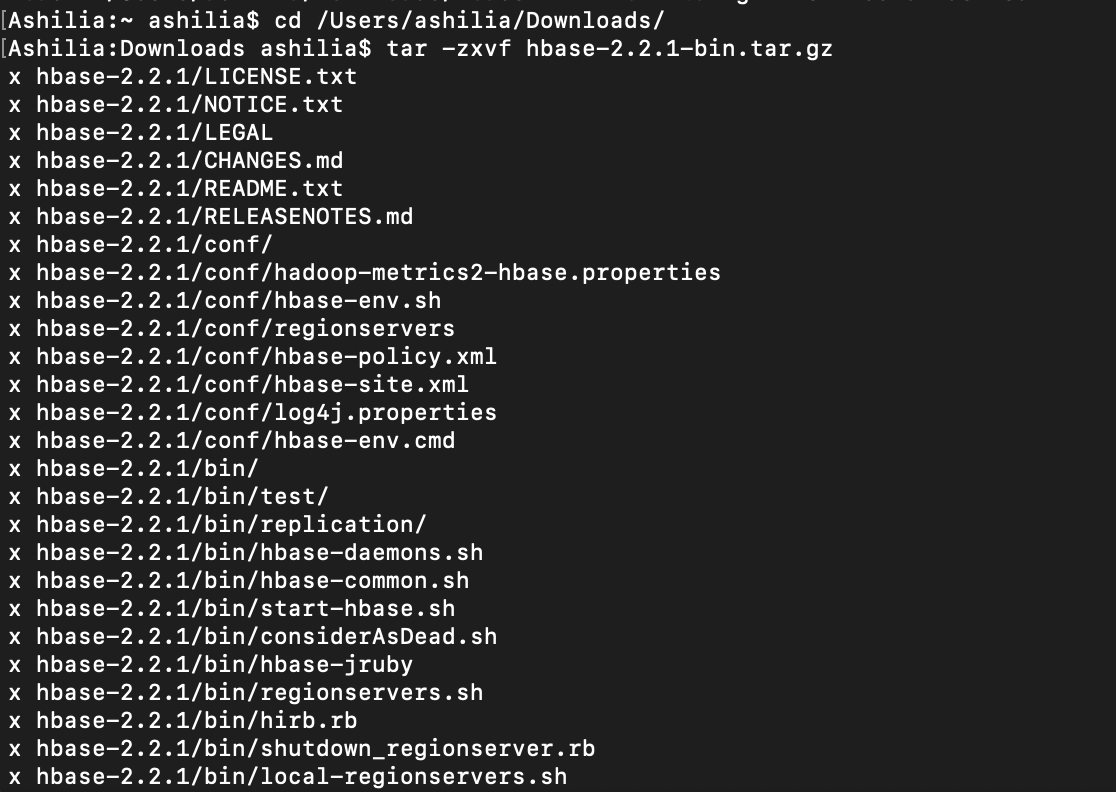 [Ashilia:~ ashilia$ cd /Users/ashilia/Downloads/
[Ashilia:Downloads ashilia$ tar -zxvf hbase-2.2.1-bin.tar.gz
x hbase-2.2.1/LICENSE.txt
x hbase-2.2.1/NOTICE.txt
x hbase-2.2.1/LEGAL
x hbase-2.2.1/CHANGES.md
x hbase-2.2.1/README.txt
x hbase-2.2.1/RELEASENOTES.md
x hbase-2.2.1/conf/
x hbase-2.2.1/conf/hadoop-metrics2-hbase.properties
x hbase-2.2.1/conf/hbase-env.sh
x hbase-2.2.1/conf/regionservers
x hbase-2.2.1/conf/hbase-policy.xml
x hbase-2.2.1/conf/hbase-site.xml
x hbase-2.2.1/conf/log4j.properties
x hbase-2.2.1/conf/hbase-env.cmd
x hbase-2.2.1/bin/
x hbase-2.2.1/bin/test/
x hbase-2.2.1/bin/replication/
x hbase-2.2.1/bin/hbase-daemons.sh
x hbase-2.2.1/bin/hbase-common.sh
x hbase-2.2.1/bin/start-hbase.sh
x hbase-2.2.1/bin/considerAsDead.sh
x hbase-2.2.1/bin/hbase-jruby
x hbase-2.2.1/bin/regionservers.sh
x hbase-2.2.1/bin/hirb.rb
x hbase-2.2.1/bin/shutdown_regionserver.rb
x hbase-2.2.1/bin/local-regionservers.sh